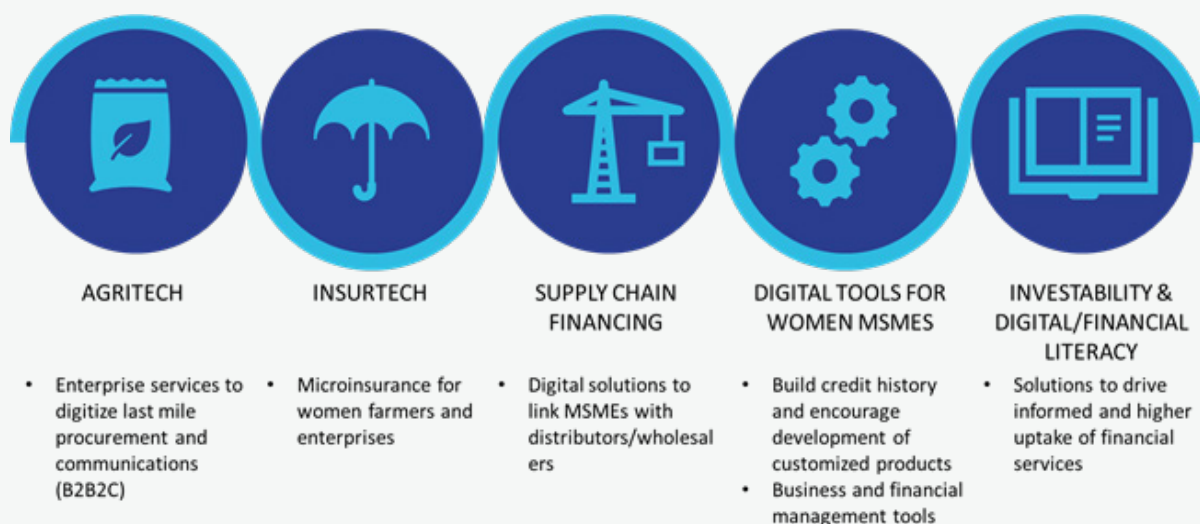 AGRITECH
• Enterprise services to
digitize last mile
procurement and
communications
(B2B2C)
INSURTECH
• Microinsurance for
women farmers and
enterprises
SUPPLY CHAIN
FINANCING
• Digital solutions to
link MSMEs with
distributors/wholesal
ers
DIGITAL TOOLS FOR
WOMEN MSMES
• Build credit history
and encourage
development of
customized products
• Business and financial
management tools
INVESTABILITY &
DIGITAL/FINANCIAL
LITERACY
• Solutions to drive
informed and higher
uptake of financial
services